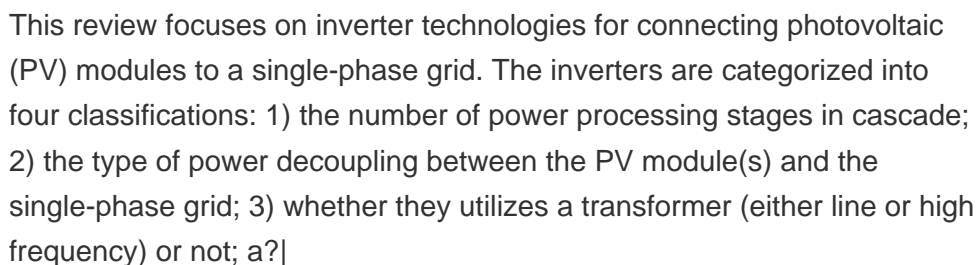 This review focuses on inverter technologies for connecting photovoltaic
(PV) modules to a single-phase grid. The inverters are categorized into
four classifications: 1) the number of power processing stages in cascade;
2) the type of power decoupling between the PV module(s) and the
single-phase grid; 3) whether they utilizes a transformer (either line or high
frequency) or not; a?|